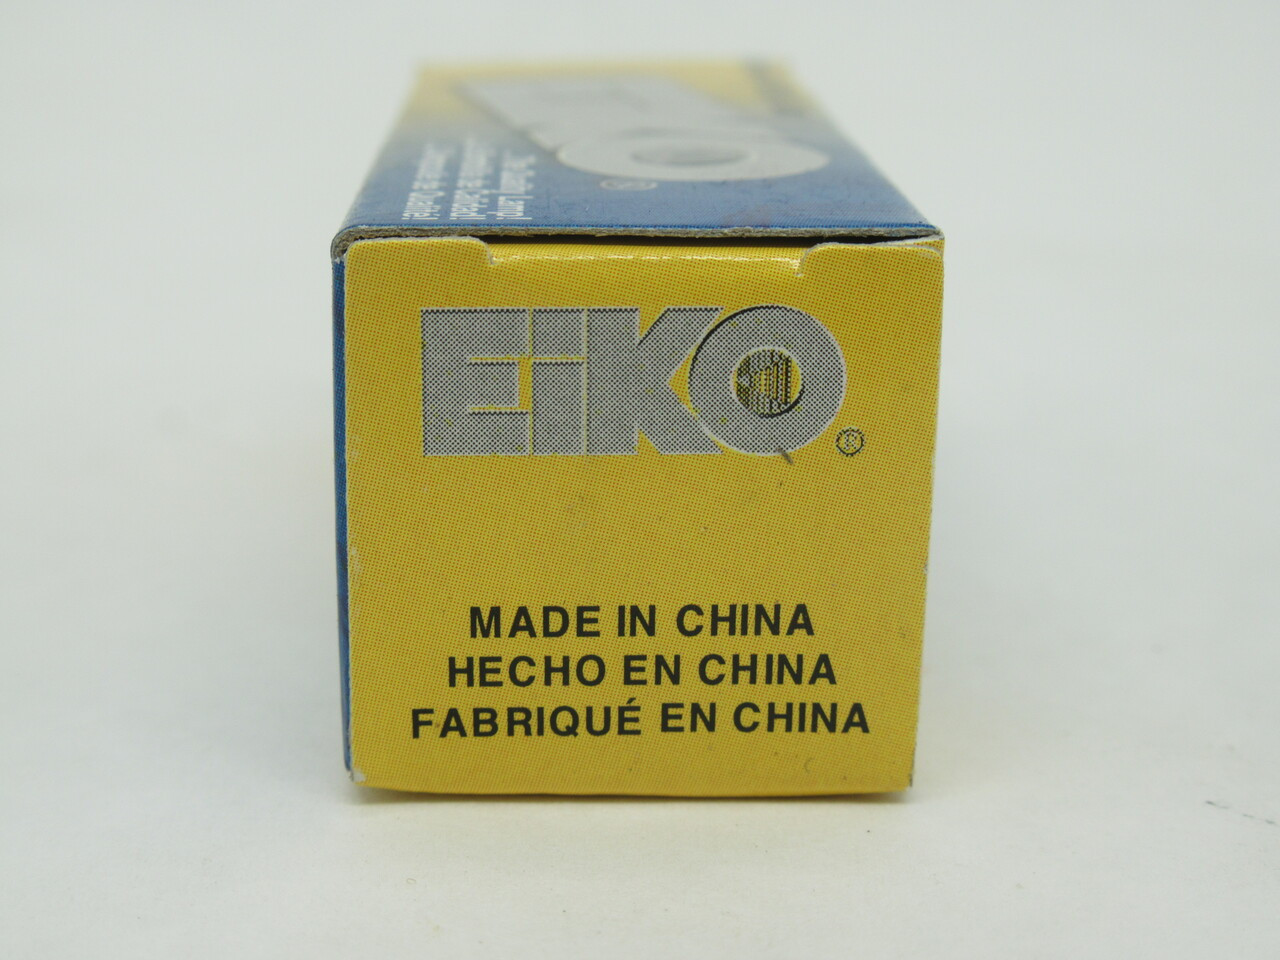 EiKO®
MADE IN CHINA
HECHO EN CHINA
FABRIQUÉ EN CHINA